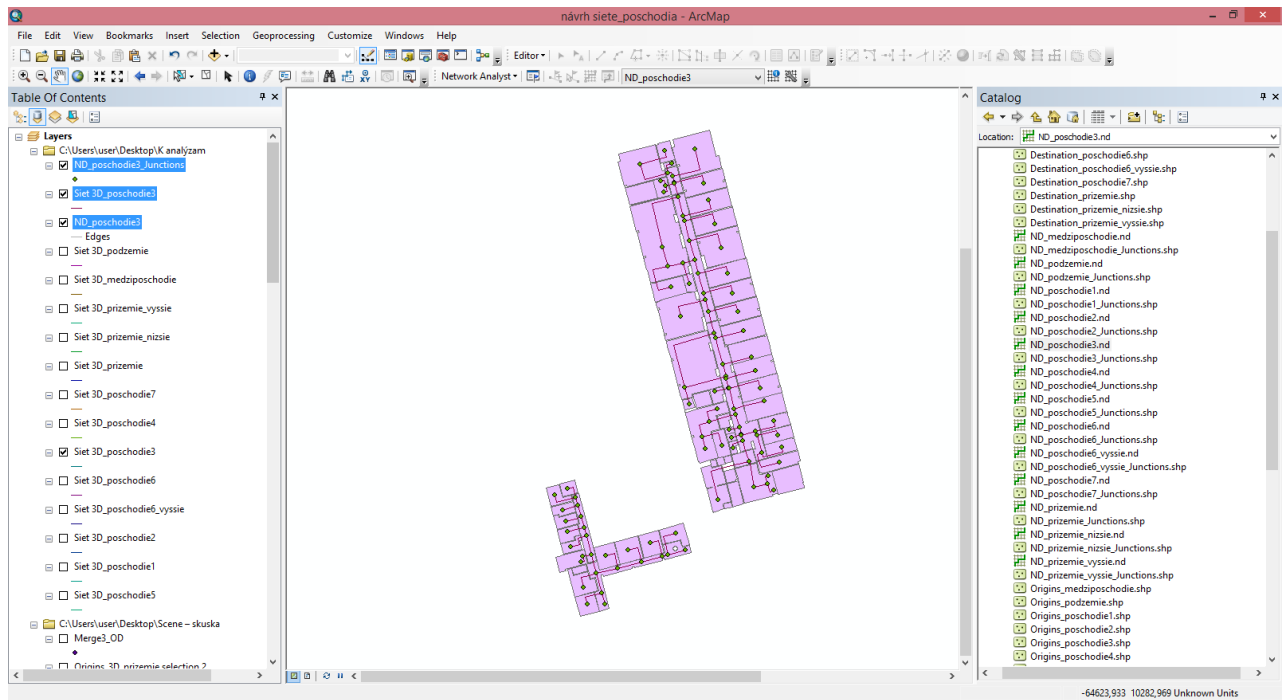 návrh siete_poschodia - ArcMap
File Edit View Bookmarks Insert Selection Geoprocessing Customize Windows Help
Editor
Network Analyst ND_poschodie3
Table Of Contents
Layers
C:\Users\user\Desktop\K analýzam
ND_poschodie3_Junctions
Siet 3D_poschodie3
ND_poschodie3
Edges
Siet 3D_podzemie
Siet 3D_medziposchodie
Siet 3D_prizemie_vyssie
Siet 3D_prizemie_nizsie
Siet 3D_prizemie
Siet 3D_poschodie7
Siet 3D_poschodie4
Siet 3D_poschodie3
Siet 3D_poschodie6
Siet 3D_poschodie6_vyssie
Siet 3D_poschodie2
Siet 3D_poschodie1
Siet 3D_poschodie5
C:\Users\user\Desktop\Scene – skuska
Merge3_OD
Origins_3D_prizemie selection 2
Catalog
Location: ND_poschodie3.nd
Destination_poschodie6.shp
Destination_poschodie6_vyssie.shp
Destination_poschodie7.shp
Destination_prizemie.shp
Destination_prizemie_nizsie.shp
Destination_prizemie_vyssie.shp
ND_medziposchodie.nd
ND_medziposchodie_Junctions.shp
ND_podzemie.nd
ND_podzemie_Junctions.shp
ND_poschodie1.nd
ND_poschodie1_Junctions.shp
ND_poschodie2.nd
ND_poschodie2_Junctions.shp
ND_poschodie3.nd
ND_poschodie3_Junctions.shp
ND_poschodie4.nd
ND_poschodie4_Junctions.shp
ND_poschodie5.nd
ND_poschodie5_Junctions.shp
ND_poschodie6.nd
ND_poschodie6_Junctions.shp
ND_poschodie6_vyssie.nd
ND_poschodie6_vyssie_Junctions.shp
ND_poschodie7.nd
ND_poschodie7_Junctions.shp
ND_prizemie.nd
ND_prizemie_Junctions.shp
ND_prizemie_nizsie.nd
ND_prizemie_nizsie_Junctions.shp
ND_prizemie_vyssie.nd
ND_prizemie_vyssie_Junctions.shp
Origins_medziposchodie.shp
Origins_podzemie.shp
Origins_poschodie1.shp
Origins_poschodie2.shp
Origins_poschodie3.shp
Origins_poschodie4.shp
-64623,933 10282,969 Unknown Units